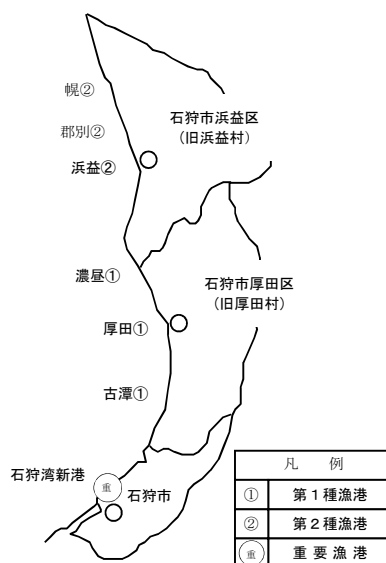 幌②
郡別②
浜益②
石狩市浜益区
（旧浜益村）
濃昼①
石狩市厚田区
（旧厚田村）
厚田①
古潭①
石狩湾新港
重
石狩市
凡　例
① 第１種漁港
② 第２種漁港
重 重要漁港